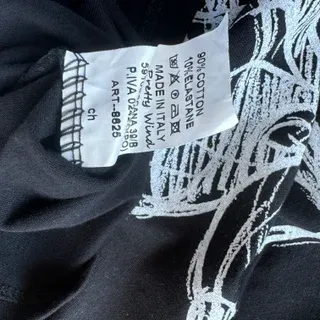 90%COTTON
10%ELASTANE
MADE IN ITALY
Pretty Wind
P.IVA
ART--8625
ch